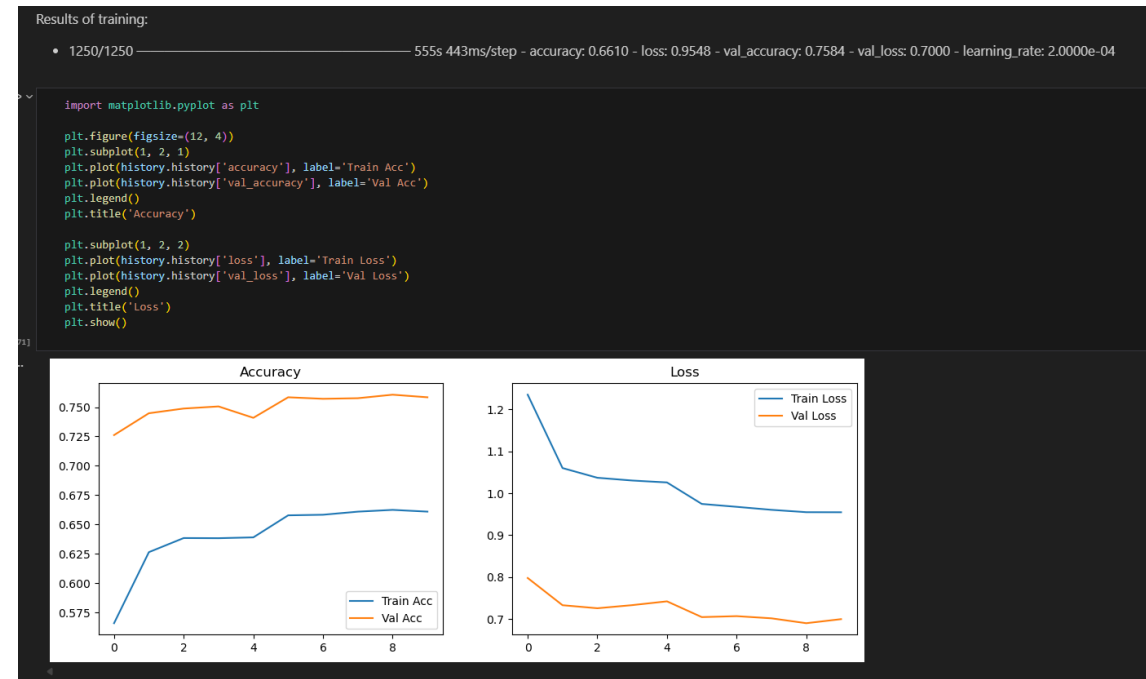 Results of training:
• 1250/1250 ━━━━━━━━━━━━━━━━━━━━ 555s 443ms/step - accuracy: 0.6610 - loss: 0.9548 - val_accuracy: 0.7584 - val_loss: 0.7000 - learning_rate: 2.0000e-04
import matplotlib.pyplot as plt
plt.figure(figsize=(12, 4))
plt.subplot(1, 2, 1)
plt.plot(history.history['accuracy'], label='Train Acc')
plt.plot(history.history['val_accuracy'], label='Val Acc')
plt.legend()
plt.title('Accuracy')
plt.subplot(1, 2, 2)
plt.plot(history.history['loss'], label='Train Loss')
plt.plot(history.history['val_loss'], label='Val Loss')
plt.legend()
plt.title('Loss')
plt.show()
71]
Accuracy
0.750
0.725
0.700
0.675
0.650
0.625
0.600
0.575
Train Acc
Val Acc
0 2 4 6 8
Loss
1.2
1.1
1.0
0.9
0.8
0.7
Train Loss
Val Loss
0 2 4 6 8